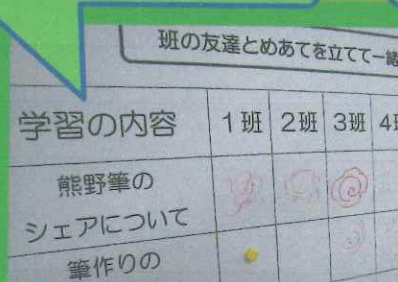 班の友達とめあてを立てて一緒
学習の内容 1班 2班 3班 4班
熊野筆の
シェアについて
筆作りの